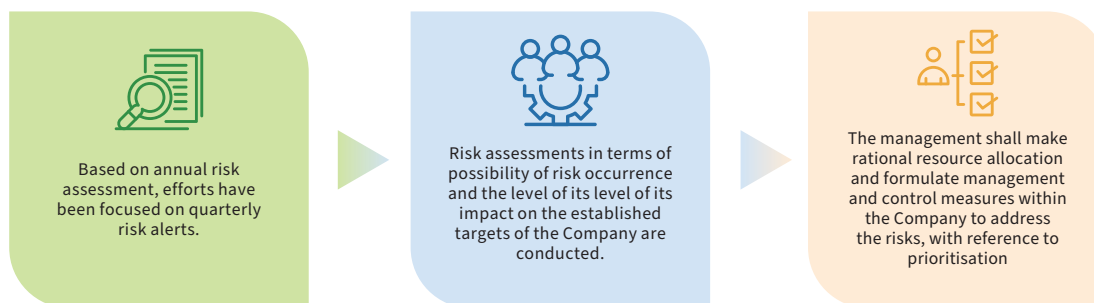 Based on annual risk
assessment, efforts have
been focused on quarterly
risk alerts.
Risk assessments in terms of
possibility of risk occurrence
and the level of its level of its
impact on the established
targets of the Company are
conducted.
The management shall make
rational resource allocation
and formulate management
and control measures within
the Company to address
the risks, with reference to
prioritisation